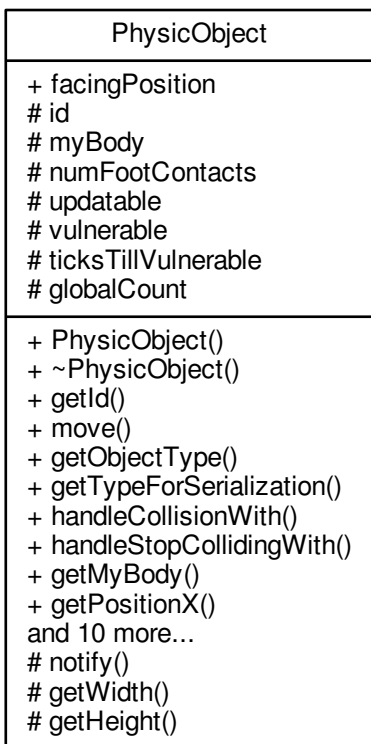 PhysicObject
+ facingPosition
# id
# myBody
# numFootContacts
# updatable
# vulnerable
# ticksTillVulnerable
# globalCount
+ PhysicObject()
+ ~PhysicObject()
+ getId()
+ move()
+ getObjectType()
+ getTypeForSerialization()
+ handleCollisionWith()
+ handleStopCollidingWith()
+ getMyBody()
+ getPositionX()
and 10 more...
# notify()
# getWidth()
# getHeight()